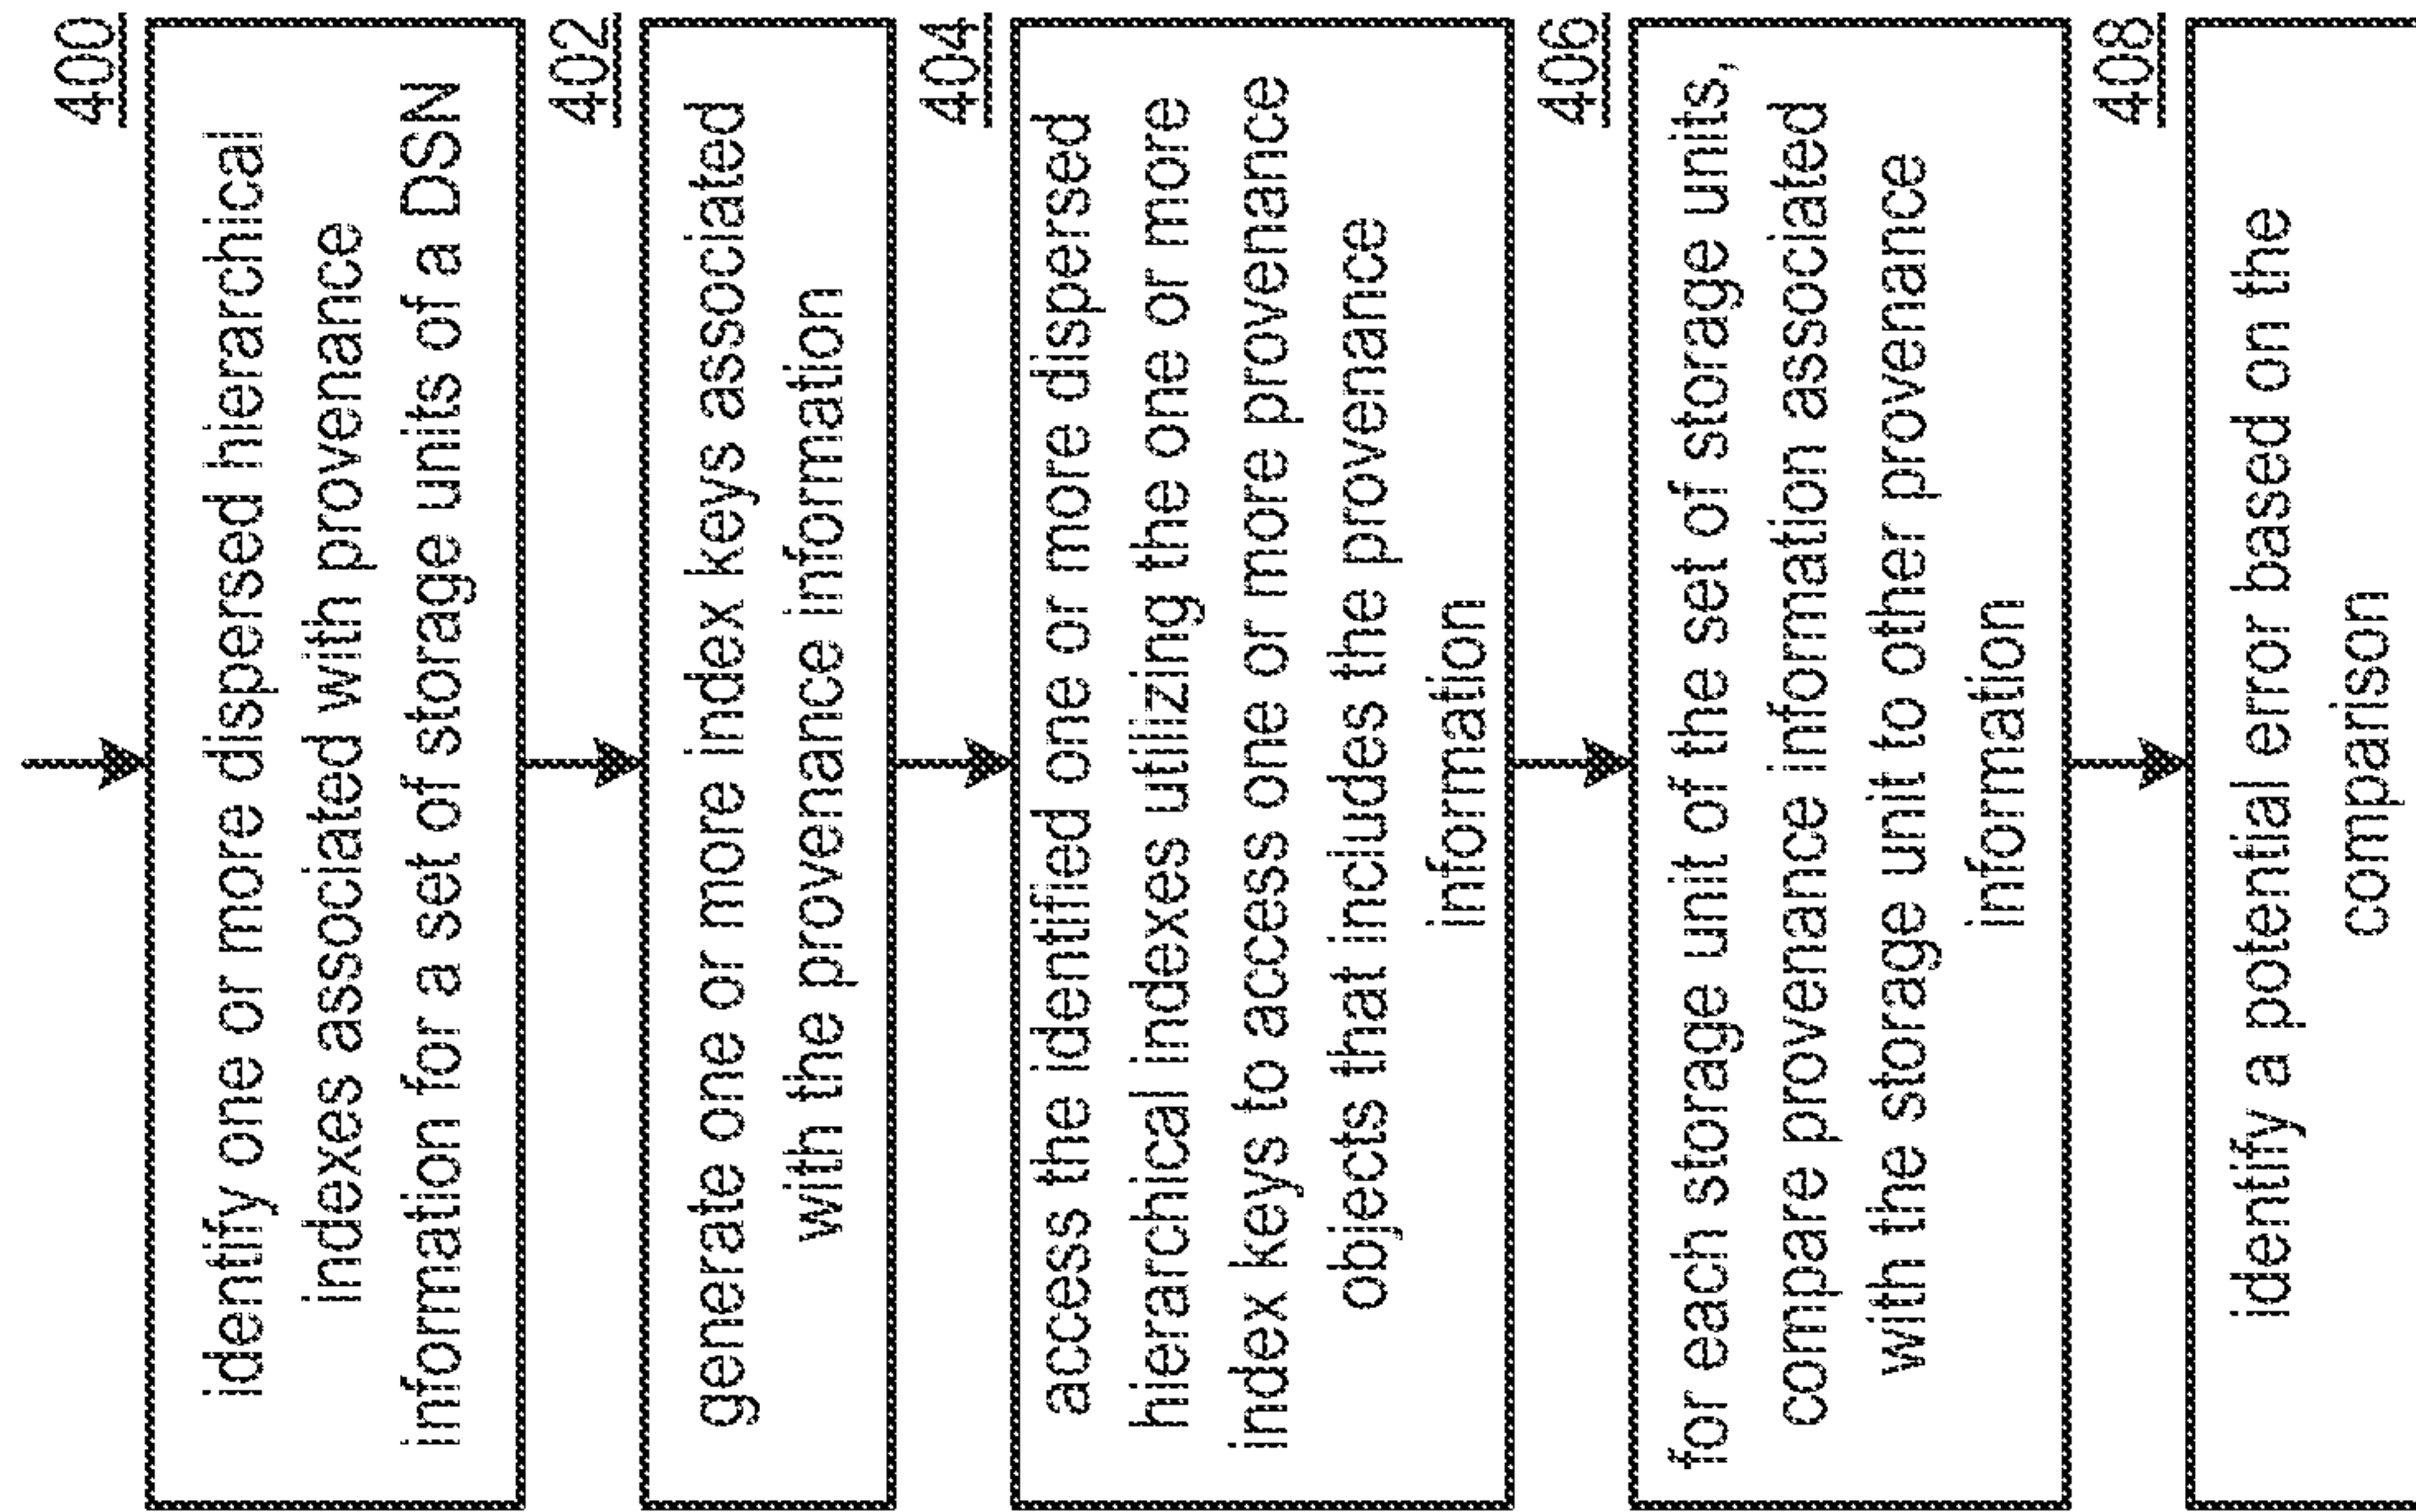 400
identify one or more dispersed hierarchical
indexes associated with provenance
information for a set of storage units of a DSN
402
generate one or more index keys associated
with the provenance information
404
access the identified one or more dispersed
hierarchical indexes utilizing the one or more
index keys to access one or more provenance
objects that includes the provenance
information
406
for each storage unit of the set of storage units,
compare provenance information associated
with the storage unit to other provenance
information
408
identify a potential error based on the
comparison